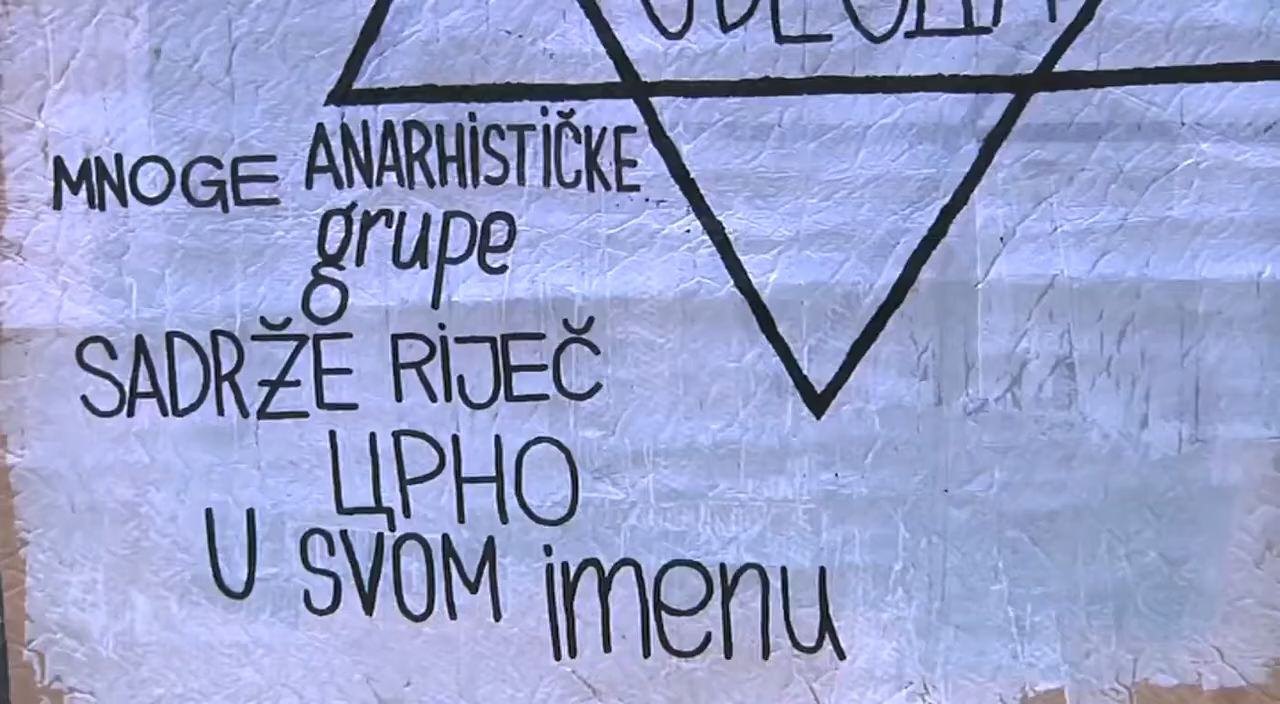 MNOGE ANARHISTIČKE
grupe
SADRŽE RIJEČ
ЦРНО
U SVOM imenu